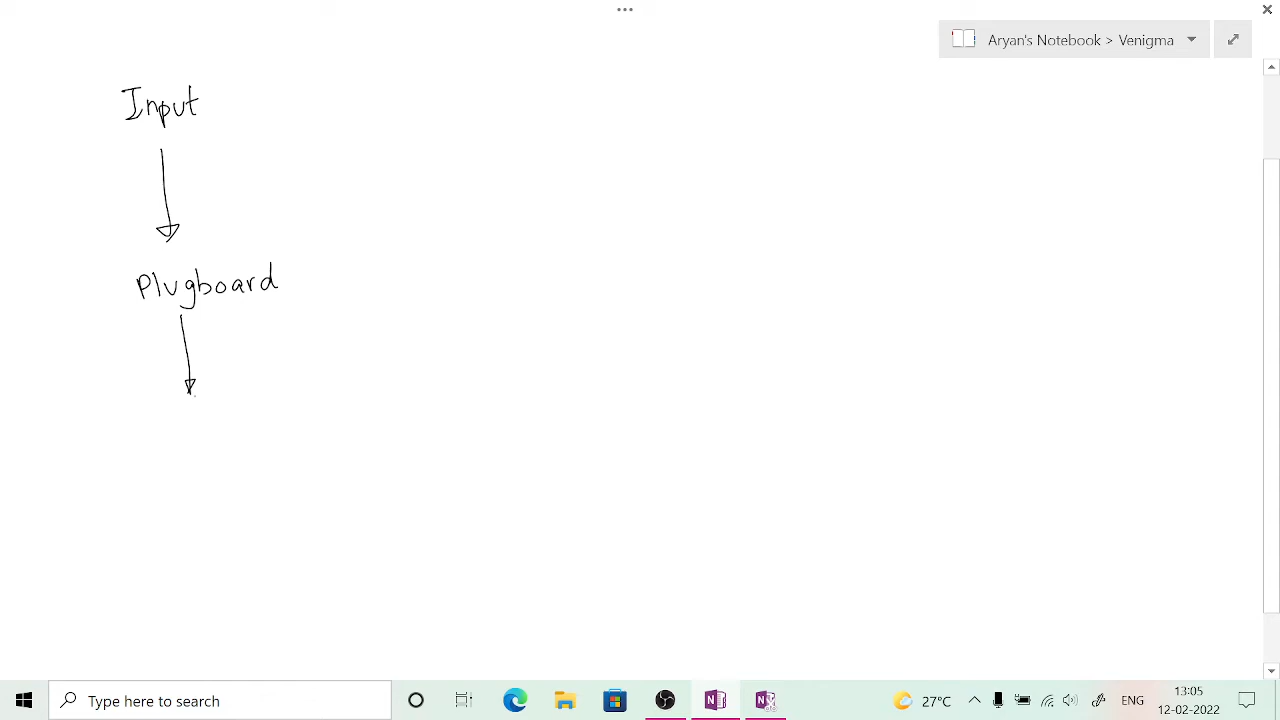 Aryan's Notebook > Venigma
Input
Plugboard
Type here to search
27°C
ENG
13:05
12-02-2022